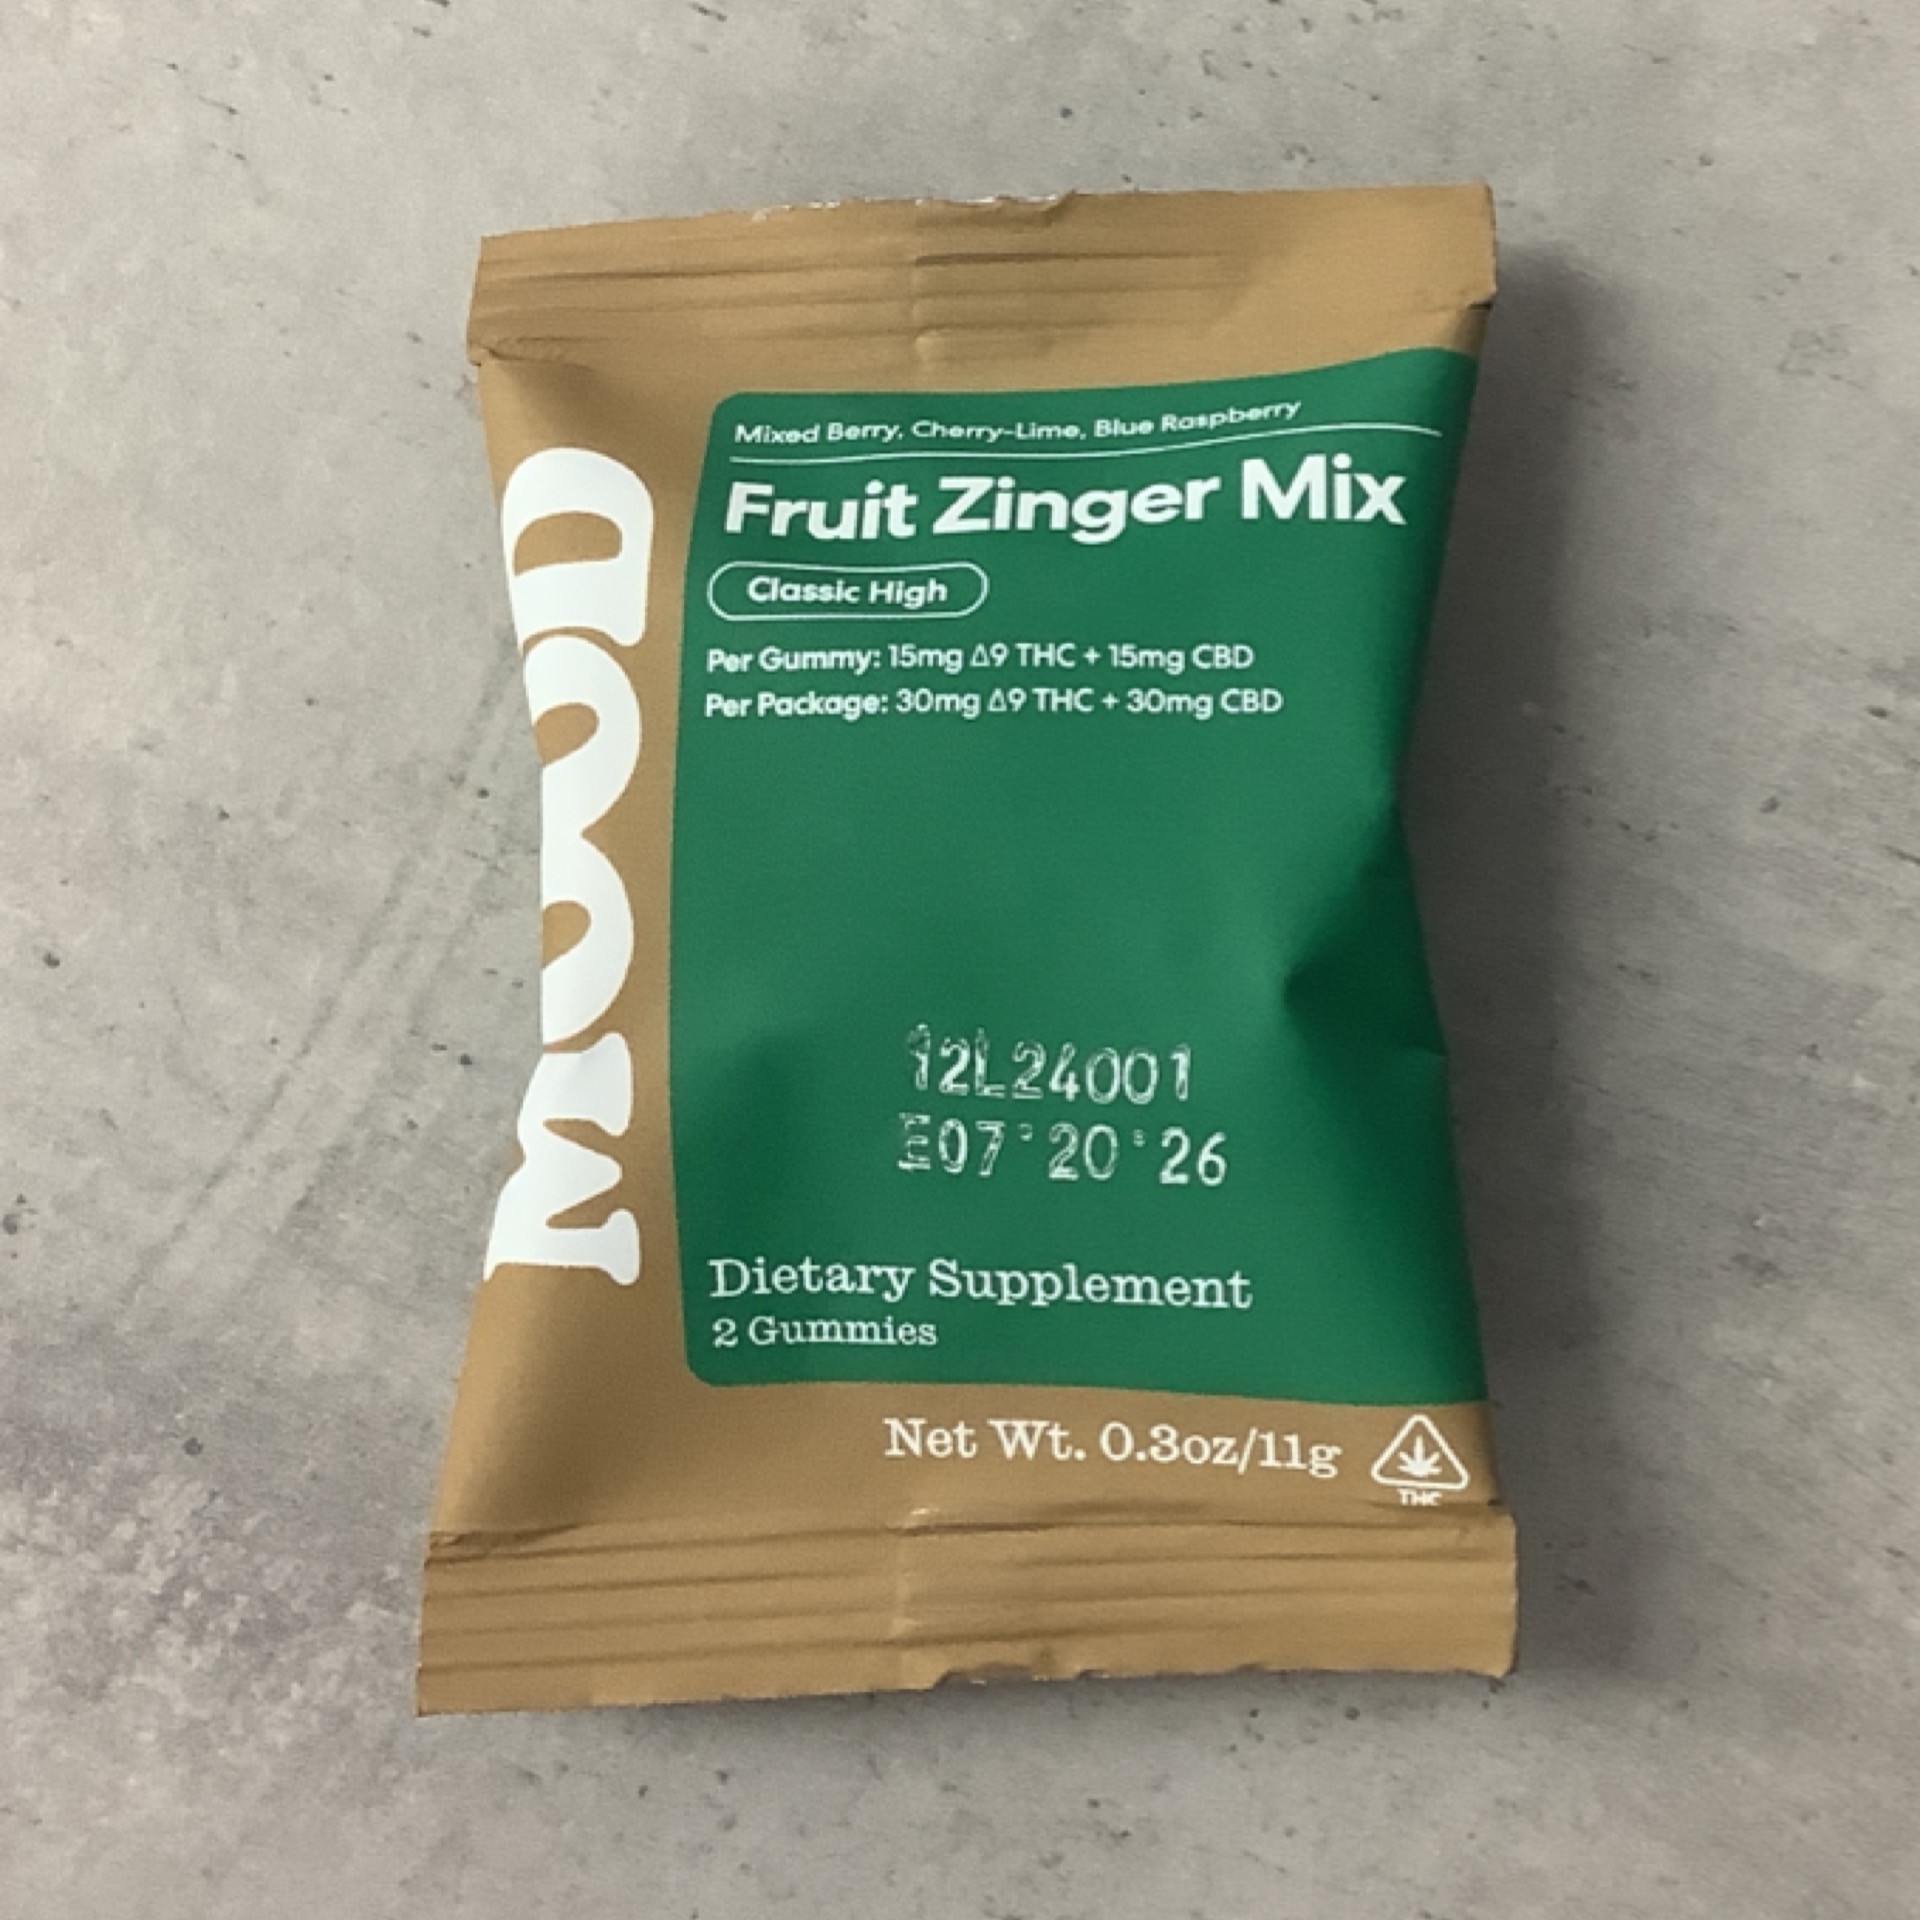 MOOD
Mixed Berry, Cherry-Lime, Blue Raspberry
Fruit Zinger Mix
Classic High
Per Gummy: 15mg Δ9 THC + 15mg CBD
Per Package: 30mg Δ9 THC + 30mg CBD
12L24001
E07:20:26
Dietary Supplement
2 Gummies
Net Wt. 0.3oz/11g
THC